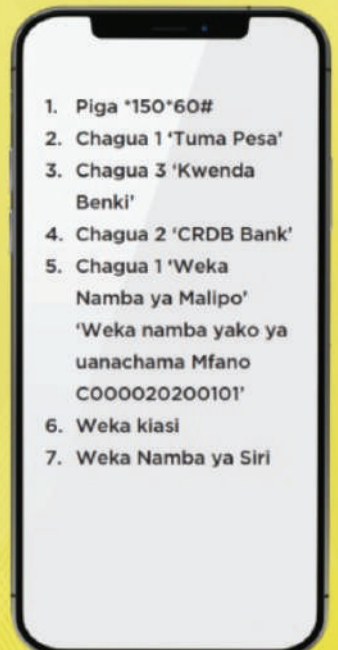 1. Piga *150*60#
2. Chagua 1 ‘Tuma Pesa’
3. Chagua 3 ‘Kwenda
Benki’
4. Chagua 2 ‘CRDB Bank’
5. Chagua 1 ‘Weka
Namba ya Malipo’
‘Weka namba yako ya
uanachama Mfano
C000020200101’
6. Weka kiasi
7. Weka Namba ya Siri